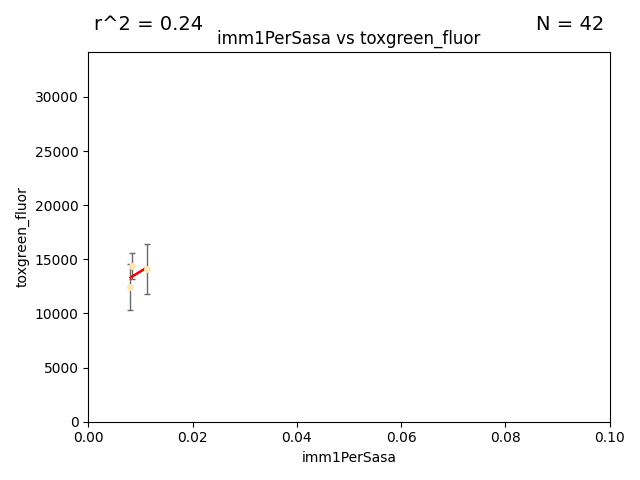 r^2 = 0.24
N = 42
imm1PerSasa vs toxgreen_fluor
30000
25000
20000
15000
10000
5000
0
toxgreen_fluor
0.00 0.02 0.04 0.06 0.08 0.10
imm1PerSasa